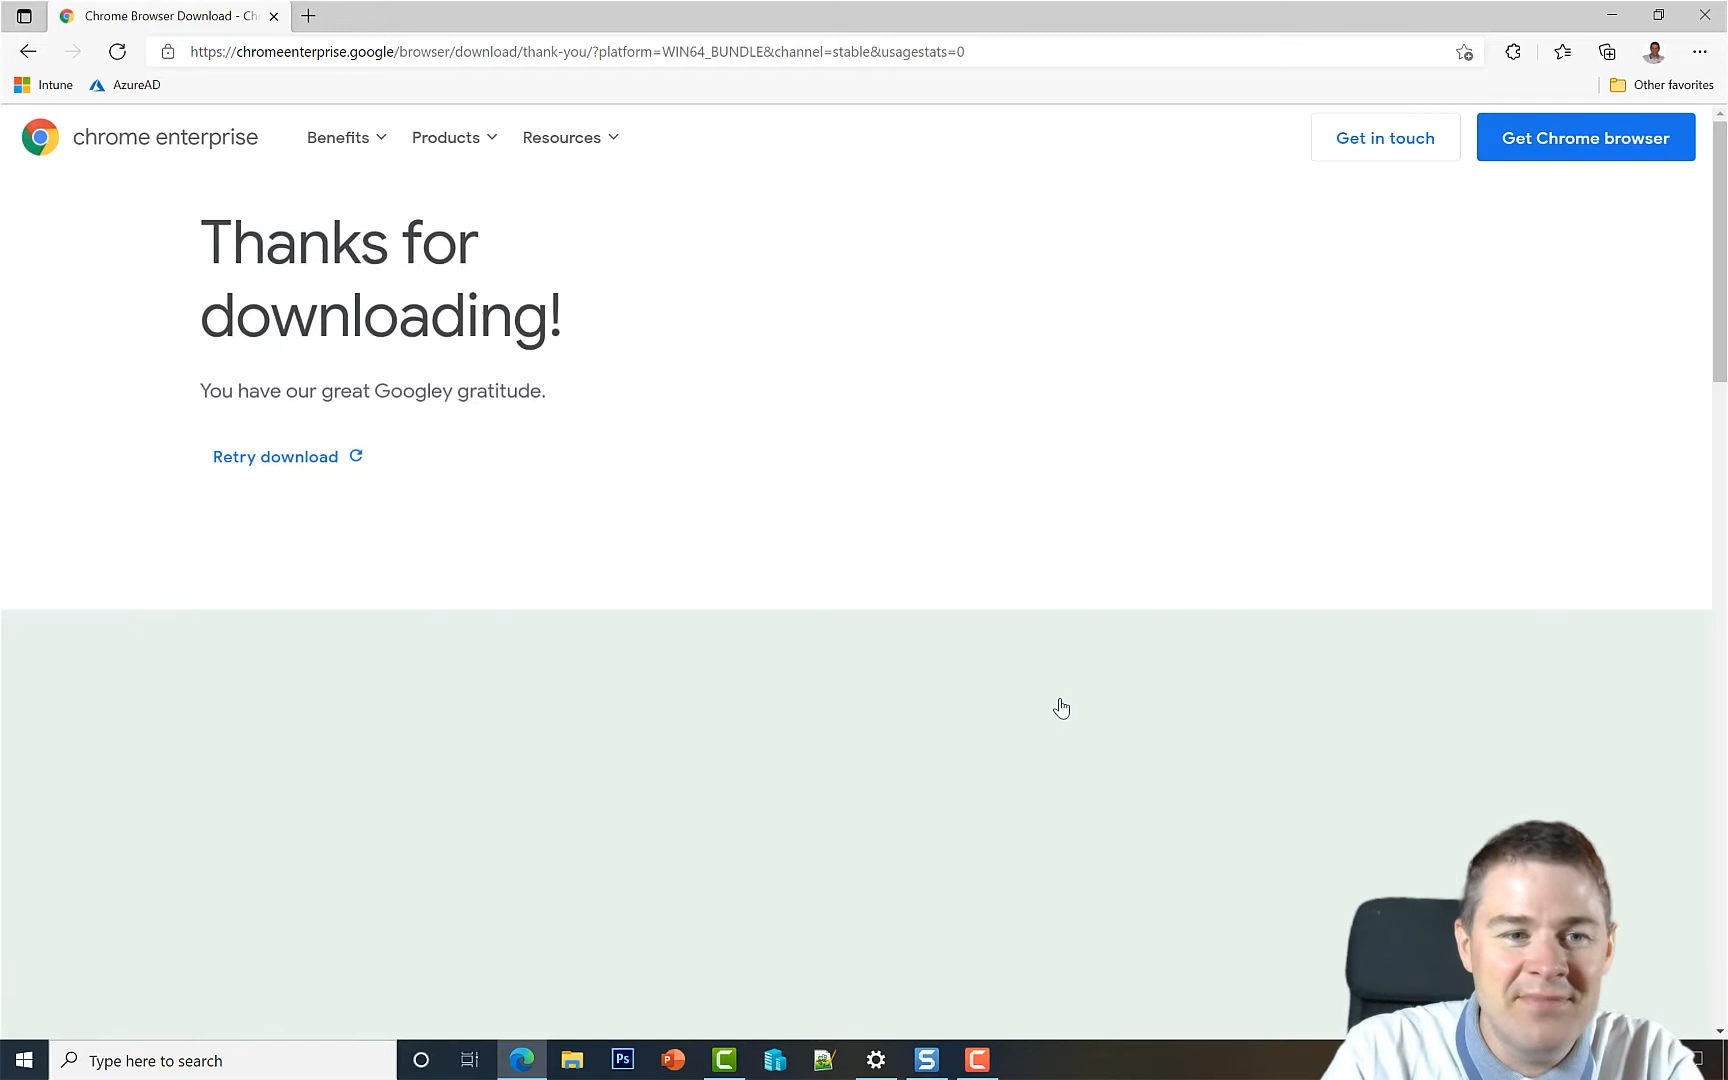 Chrome Browser Download - Ch
https://chromeenterprise.google/browser/download/thank-you/?platform=WIN64_BUNDLE&channel=stable&usagestats=0
Intune
AzureAD
Other favorites
chrome enterprise
Benefits
Products
Resources
Get in touch
Get Chrome browser
Thanks for
downloading!
You have our great Googley gratitude.
Retry download
Type here to search
Ps
P
C
S
C